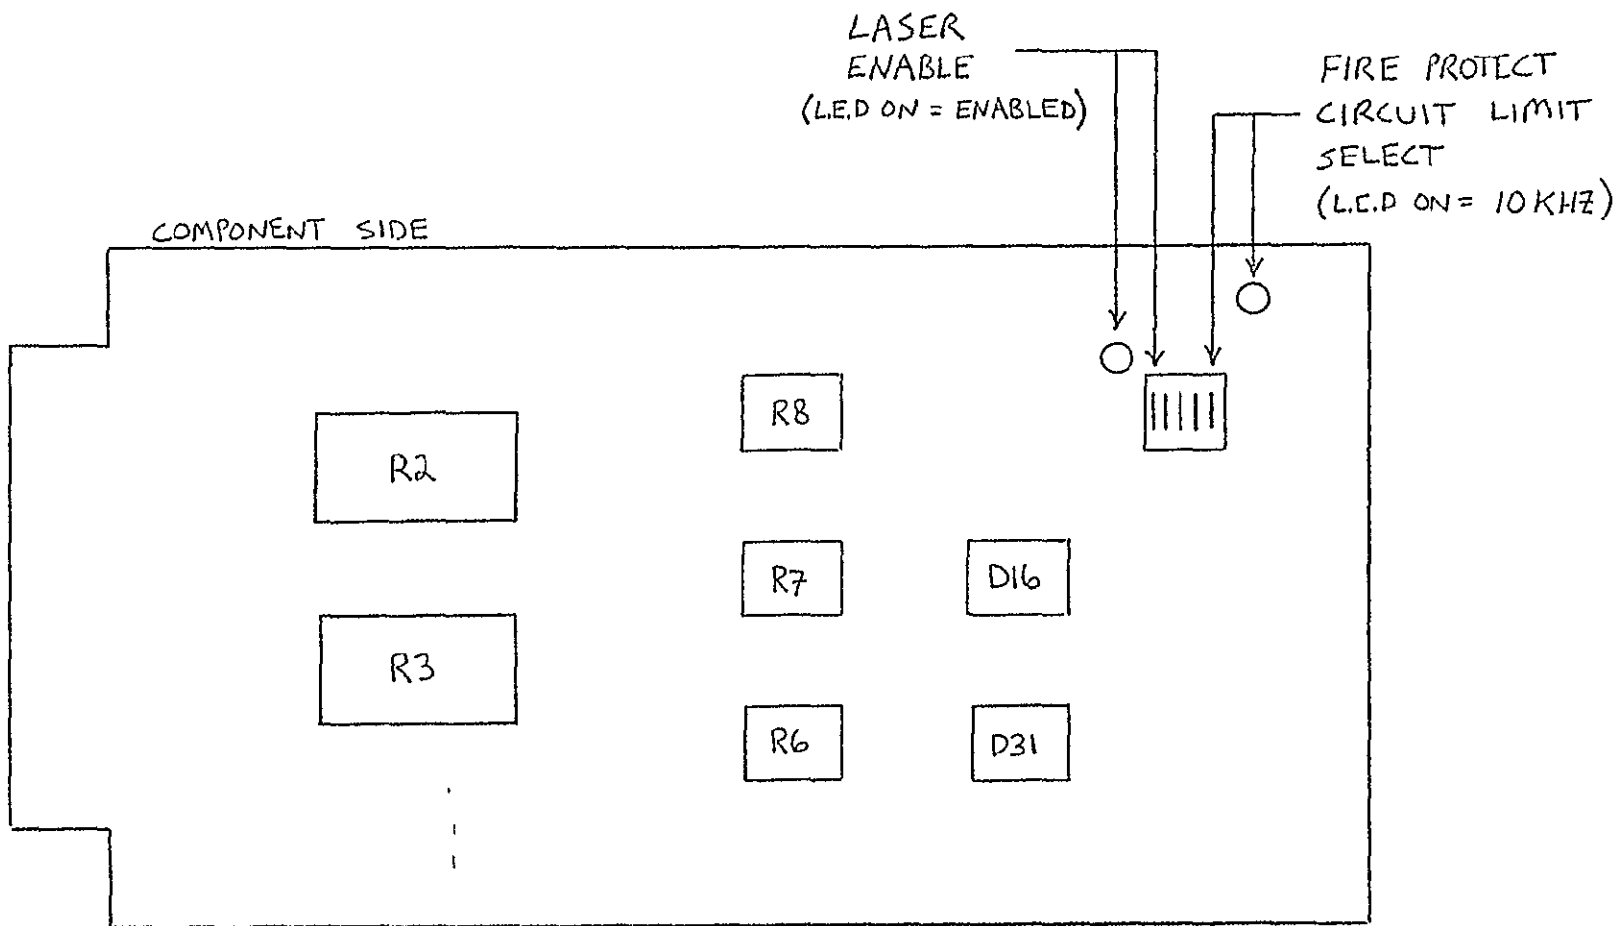 LASER
ENABLE
(L.E.D ON = ENABLED)
FIRE PROTECT
CIRCUIT LIMIT
SELECT
(L.E.D ON = 10 KHZ)
COMPONENT SIDE
R8
R2
R7
D16
R3
R6
D31